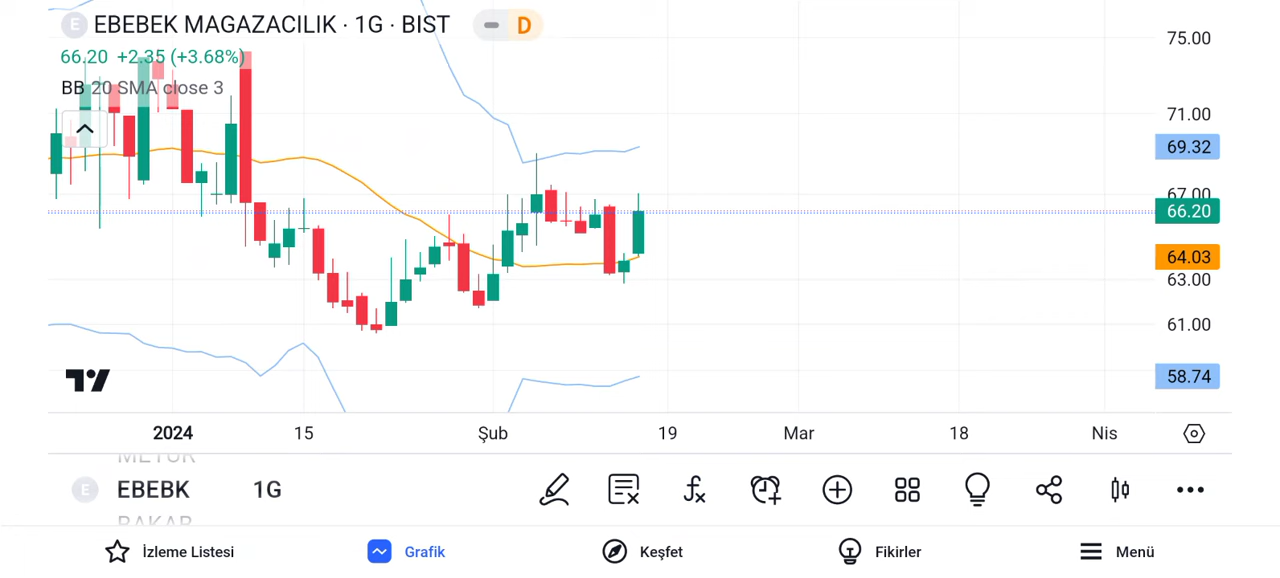 E EBEBEK MAGAZACILIK · 1G · BIST D
66.20 +2.35 (+3.68%)
BB 20 SMA close 3
75.00
71.00
69.32
67.00
66.20
64.03
63.00
61.00
58.74
2024 15 Şub 19 Mar 18 Nis
METUR
E EBEBK 1G
BAKAB
İzleme Listesi Grafik Keşfet Fikirler Menü